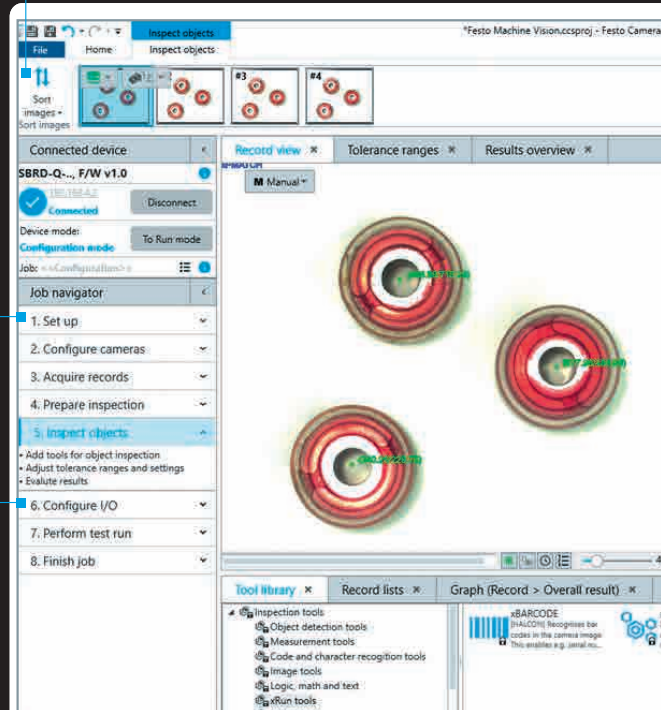 Inspect objects
*Festo Machine Vision.ccsproj - Festo Camera
File
Home
Inspect objects
Sort
images
Sort images
#3
#4
Connected device
Record view
Tolerance ranges
Results overview
SBRD-Q-..., F/W v1.0
M Manual
Connected
Disconnect
Device mode:
Configuration mode
To Run mode
Job: <<Configuration>>
Job navigator
1. Set up
2. Configure cameras
3. Acquire records
4. Prepare inspection
5. Inspect objects
• Add tools for object inspection
• Adjust tolerance ranges and settings
• Evalute results
6. Configure I/O
7. Perform test run
8. Finish job
4
Tool library
Record lists
Graph (Record > Overall result)
Inspection tools
Object detection tools
Measurement tools
Code and character recogition tools
Image tools
Logic, math and text
xRun tools
xBARCODE
[HALCON] Recognises bar
codes in the camera image.
This enables e.g. serial nu...